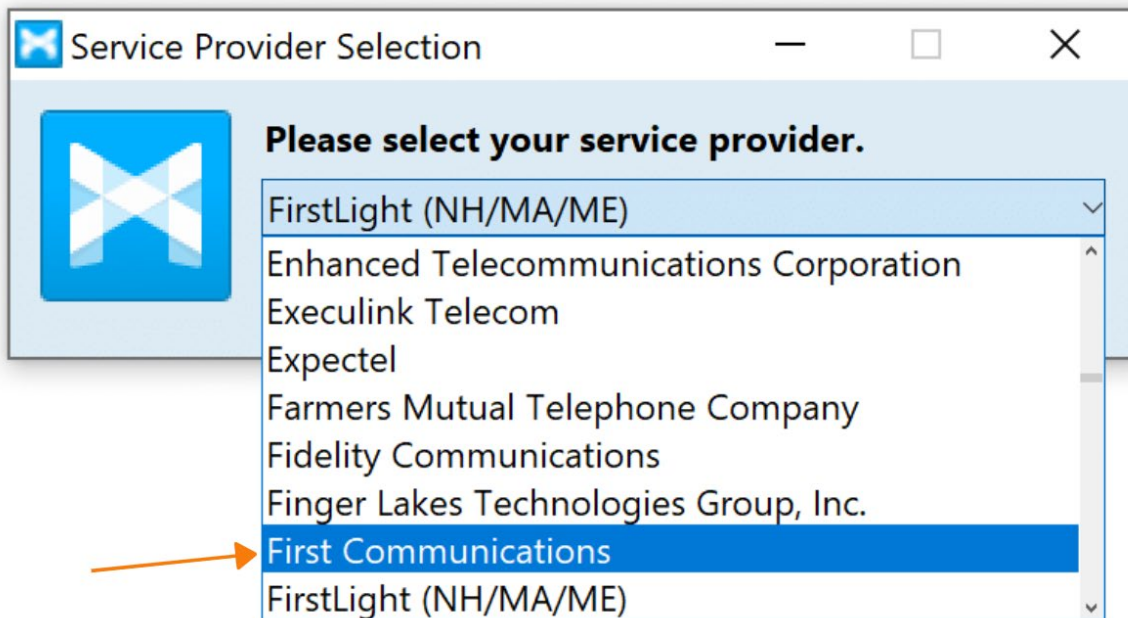 Service Provider Selection
Please select your service provider.
FirstLight (NH/MA/ME)
Enhanced Telecommunications Corporation
Execulink Telecom
Expectel
Farmers Mutual Telephone Company
Fidelity Communications
Finger Lakes Technologies Group, Inc.
First Communications
FirstLight (NH/MA/ME)